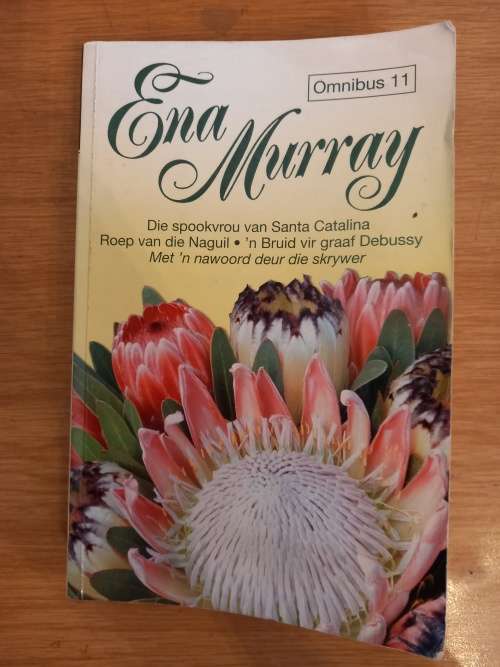 Omnibus 11
Ena
Murray
Die spookvrou van Santa Catalina
Roep van die Naguil • 'n Bruid vir graaf Debussy
Met 'n nawoord deur die skrywer